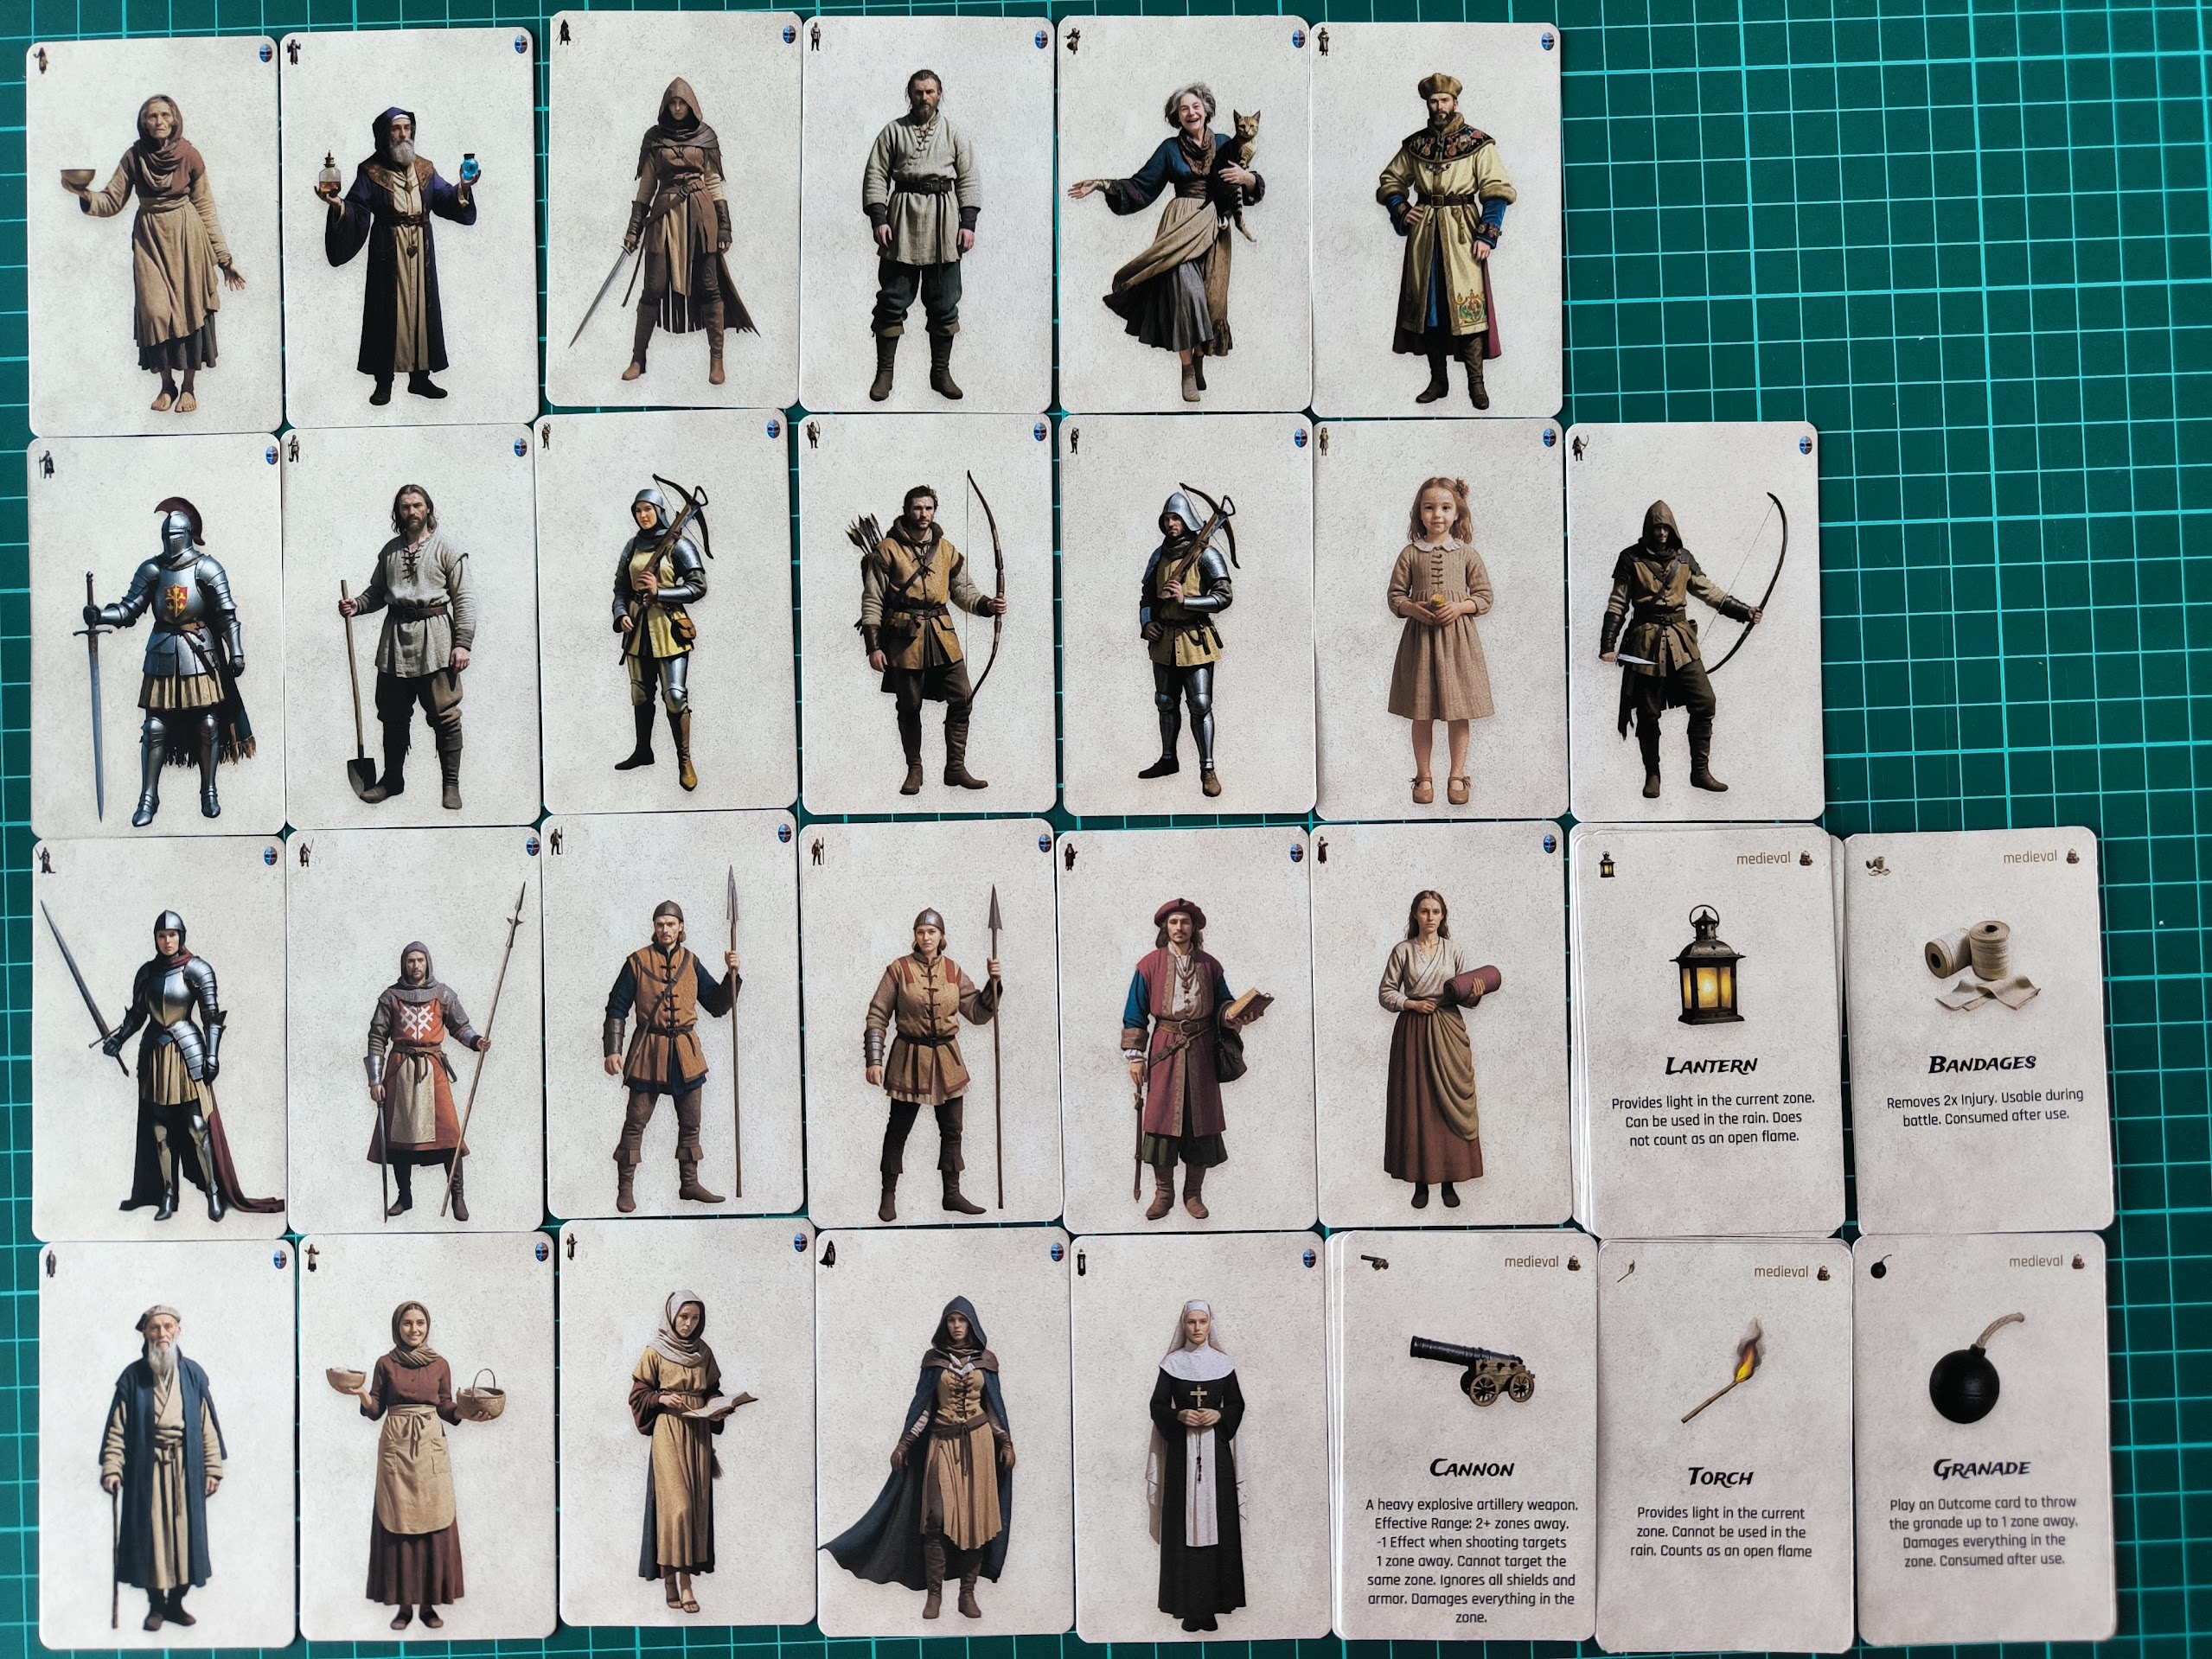 medieval
LANTERN
Provides light in the current zone.
Can be used in the rain. Does
not count as an open flame.
medieval
BANDAGES
Removes 2x Injury. Usable during
battle. Consumed after use.
medieval
CANNON
A heavy explosive artillery weapon.
Effective Range: 2+ zones away.
-1 Effect when shooting targets
1 zone away. Cannot target the
same zone. Ignores all shields and
armor. Damages everything in the
zone.
medieval
TORCH
Provides light in the current
zone. Cannot be used in the
rain. Counts as an open flame
medieval
GRANADE
Play an Outcome card to throw
the granade up to 1 zone away.
Damages everything in the
zone. Consumed after use.